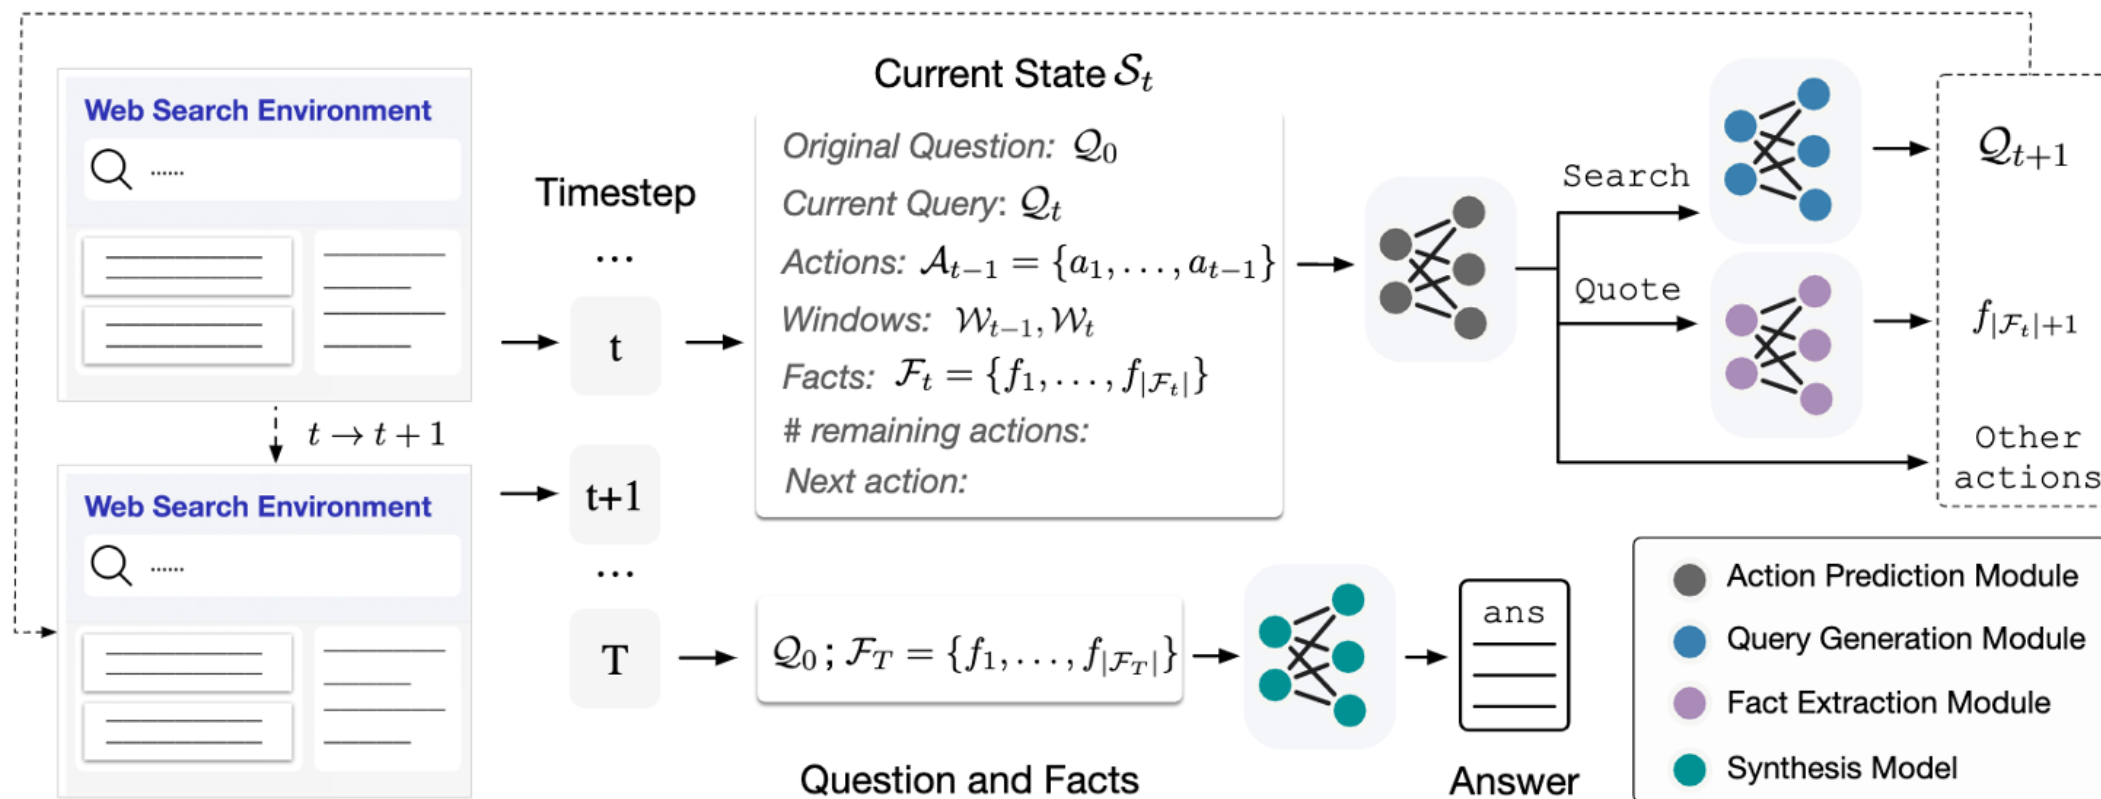 Web Search Environment
......
t → t + 1
Web Search Environment
......
Timestep
...
t
t+1
...
T
Current State 𝒮_t
Original Question: 𝒬_0
Current Query: 𝒬_t
Actions: 𝒜_{t−1} = {a_1, . . . , a_{t−1}}
Windows: 𝒲_{t−1}, 𝒲_t
Facts: ℱ_t = {f_1, . . . , f_{|ℱ_t|}}
# remaining actions:
Next action:
Search
Quote
𝒬_{t+1}
f_{|ℱ_t|+1}
Other
actions
𝒬_0 ; ℱ_T = {f_1, . . . , f_{|ℱ_T|}}
Question and Facts
ans
Answer
Action Prediction Module
Query Generation Module
Fact Extraction Module
Synthesis Model